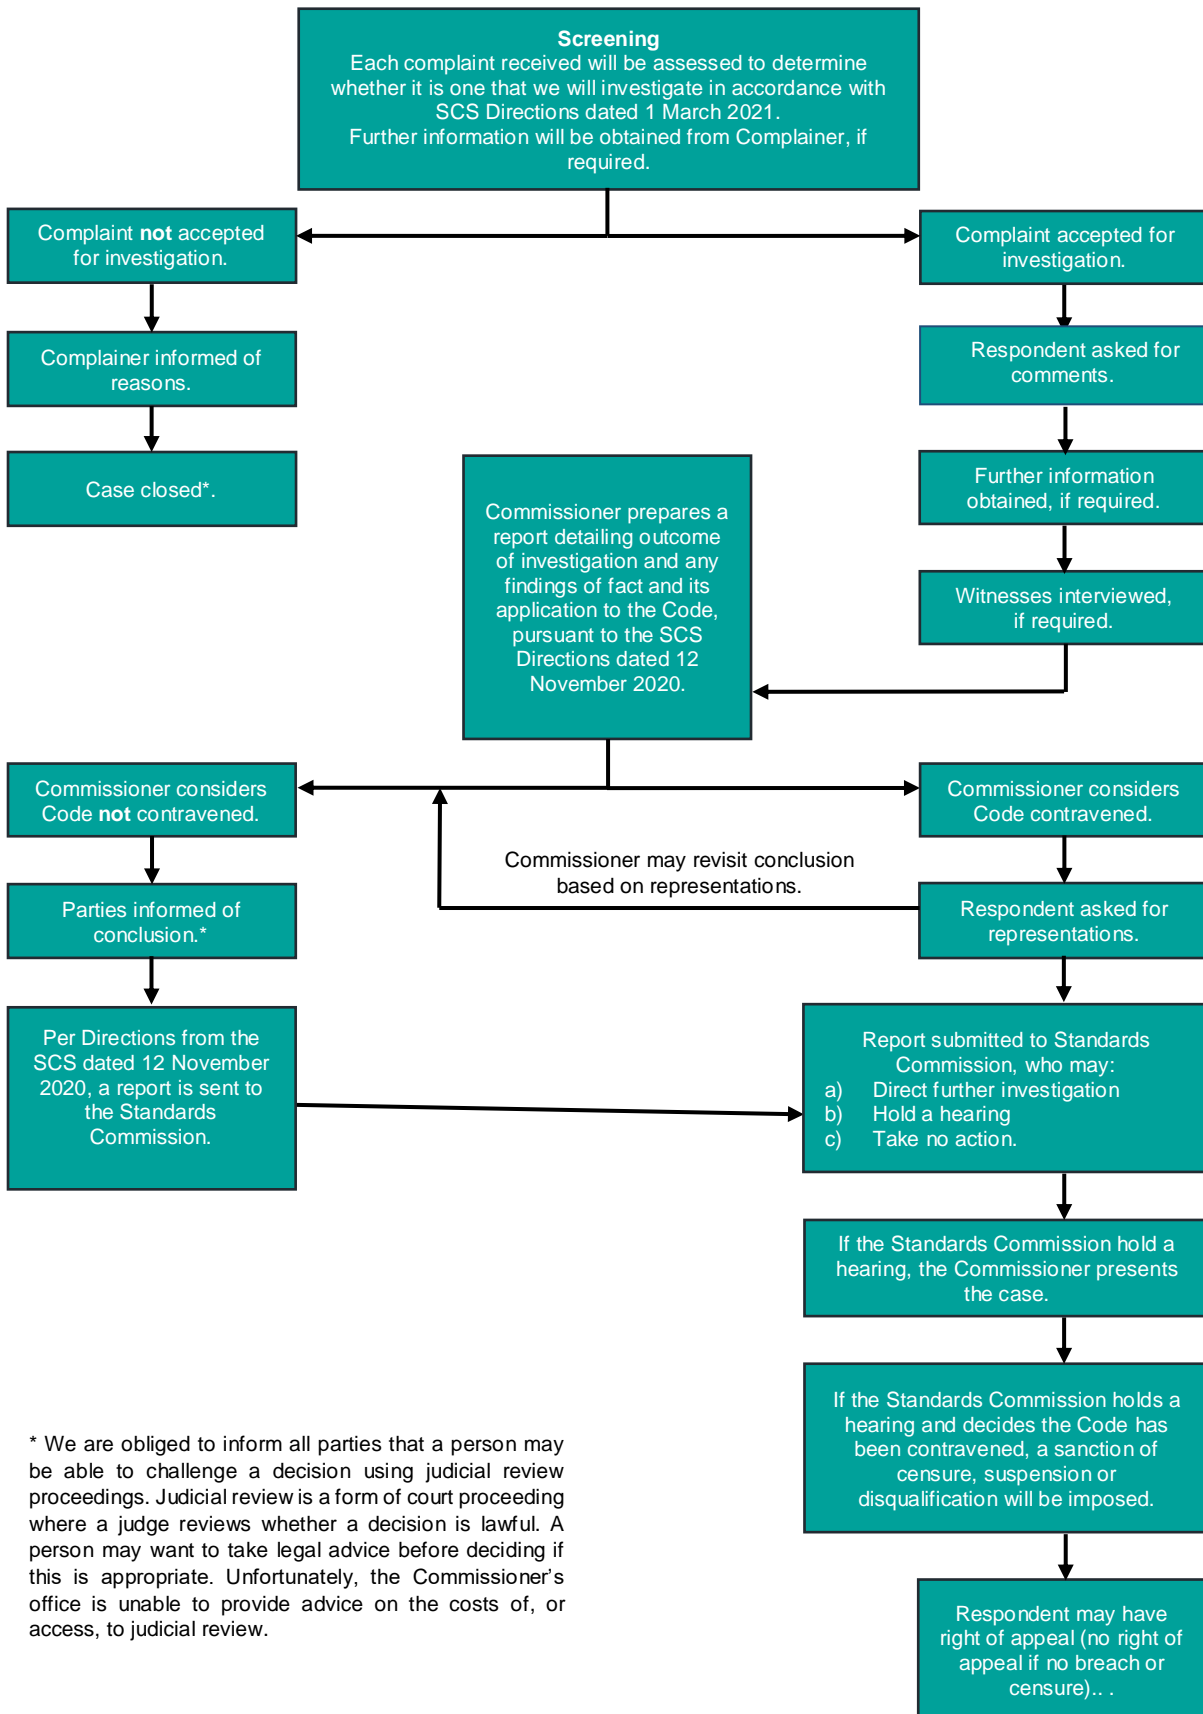 Screening
Each complaint received will be assessed to determine
whether it is one that we will investigate in accordance with
SCS Directions dated 1 March 2021.
Further information will be obtained from Complainer, if
required.
Complaint not accepted
for investigation.
Complaint accepted for
investigation.
Complainer informed of
reasons.
Respondent asked for
comments.
Case closed*.
Further information
obtained, if required.
Witnesses interviewed,
if required.
Commissioner prepares a
report detailing outcome
of investigation and any
findings of fact and its
application to the Code,
pursuant to the SCS
Directions dated 12
November 2020.
Commissioner considers
Code not contravened.
Commissioner considers
Code contravened.
Commissioner may revisit conclusion
based on representations.
Parties informed of
conclusion.*
Respondent asked for
representations.
Per Directions from the
SCS dated 12 November
2020, a report is sent to
the Standards
Commission.
Report submitted to Standards
Commission, who may:
a) Direct further investigation
b) Hold a hearing
c) Take no action.
If the Standards Commission hold a
hearing, the Commissioner presents
the case.
If the Standards Commission holds a
hearing and decides the Code has
been contravened, a sanction of
censure, suspension or
disqualification will be imposed.
* We are obliged to inform all parties that a person may
be able to challenge a decision using judicial review
proceedings. Judicial review is a form of court proceeding
where a judge reviews whether a decision is lawful. A
person may want to take legal advice before deciding if
this is appropriate. Unfortunately, the Commissioner's
office is unable to provide advice on the costs of, or
access, to judicial review.
Respondent may have
right of appeal (no right of
appeal if no breach or
censure).. .